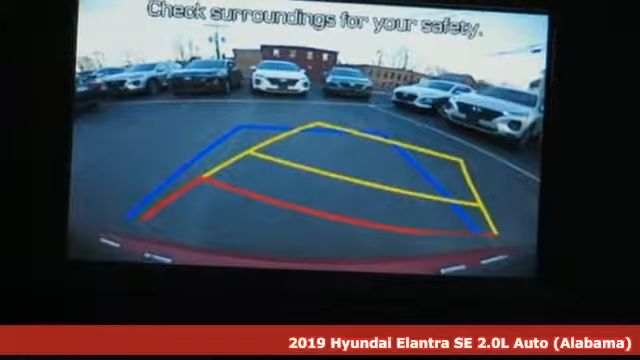 Check surroundings for your safety.
2019 Hyundai Elantra SE 2.0L Auto (Alabama)